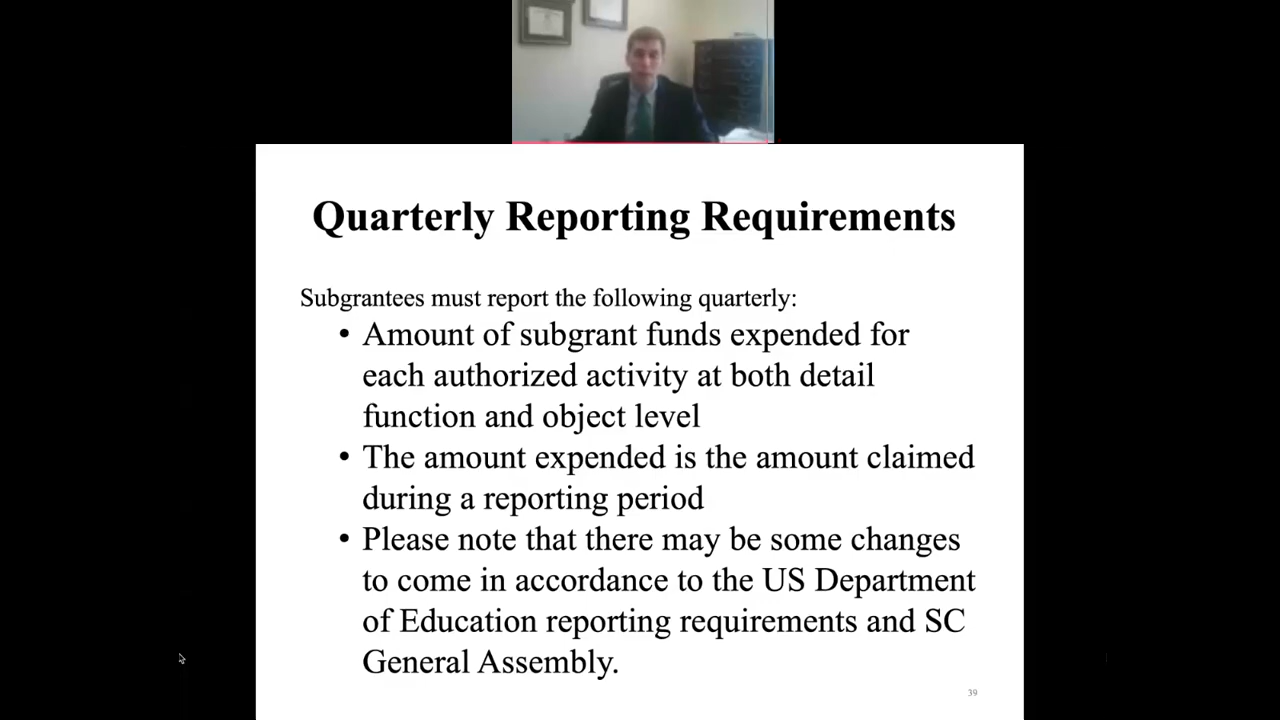 Quarterly Reporting Requirements
Subgrantees must report the following quarterly:
• Amount of subgrant funds expended for
each authorized activity at both detail
function and object level
• The amount expended is the amount claimed
during a reporting period
• Please note that there may be some changes
to come in accordance to the US Department
of Education reporting requirements and SC
General Assembly.
39